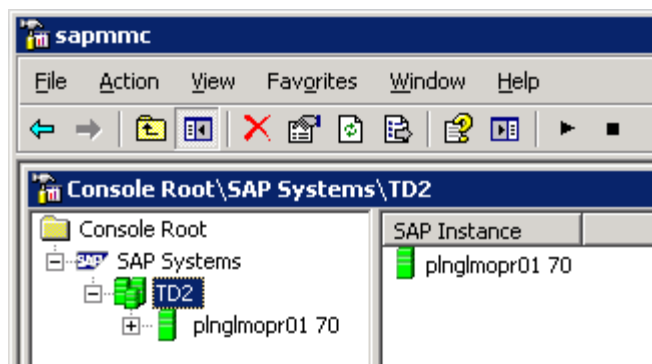 sapmmc
File Action View Favorites Window Help
Console Root\SAP Systems\TD2
Console Root
SAP Systems
TD2
plnglmopr01 70
SAP Instance
plnglmopr01 70